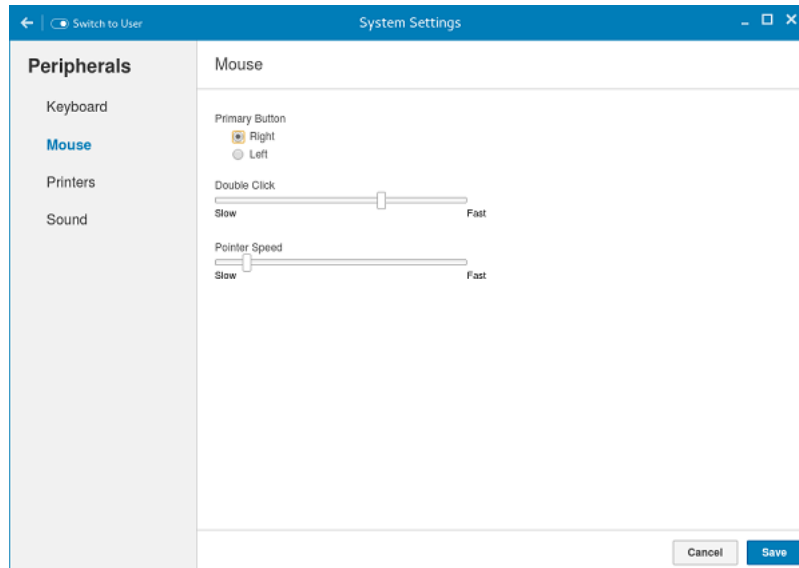 Switch to User
System Settings
Peripherals
Keyboard
Mouse
Printers
Sound
Mouse
Primary Button
Right
Left
Double Click
Slow Fast
Pointer Speed
Slow Fast
Cancel Save